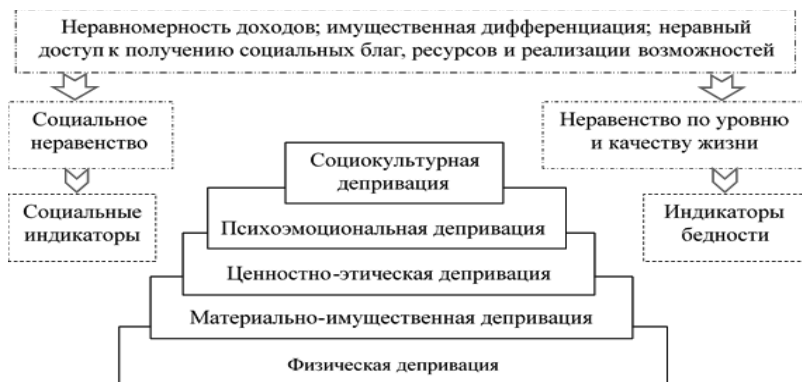 Неравномерность доходов; имущественная дифференциация; неравный
доступ к получению социальных благ, ресурсов и реализации возможностей
Социальное
неравенство
Неравенство по уровню
и качеству жизни
Социальные
индикаторы
Индикаторы
бедности
Социокультурная
депривация
Психоэмоциональная депривация
Ценностно-этическая депривация
Материально-имущественная депривация
Физическая депривация